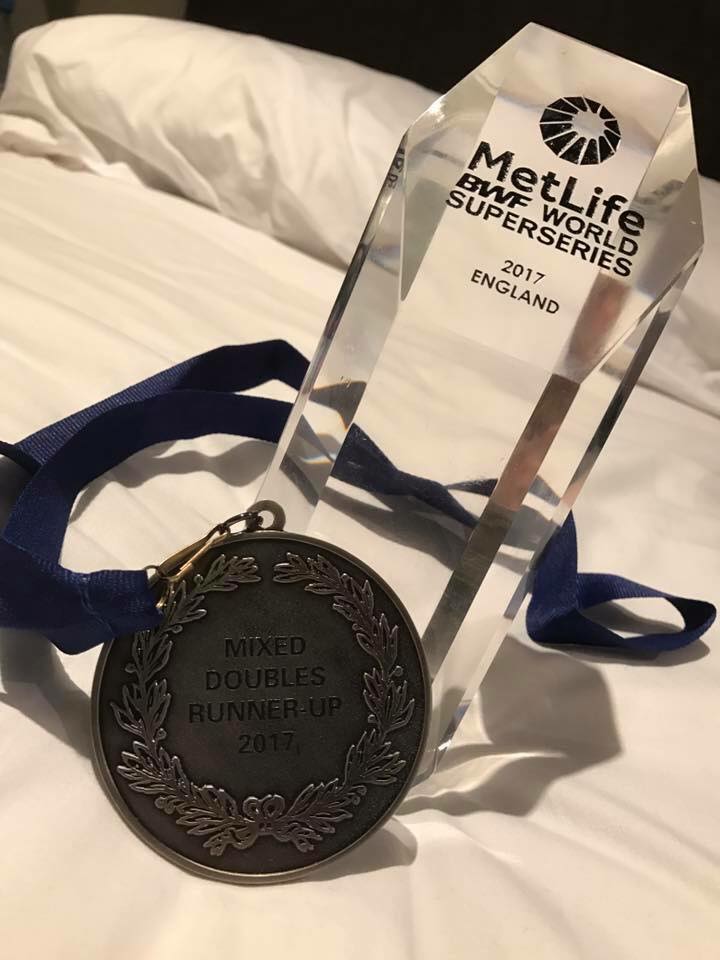 MetLife
BWF WORLD
SUPERSERIES
2017
ENGLAND
MIXED
DOUBLES
RUNNER-UP
2017